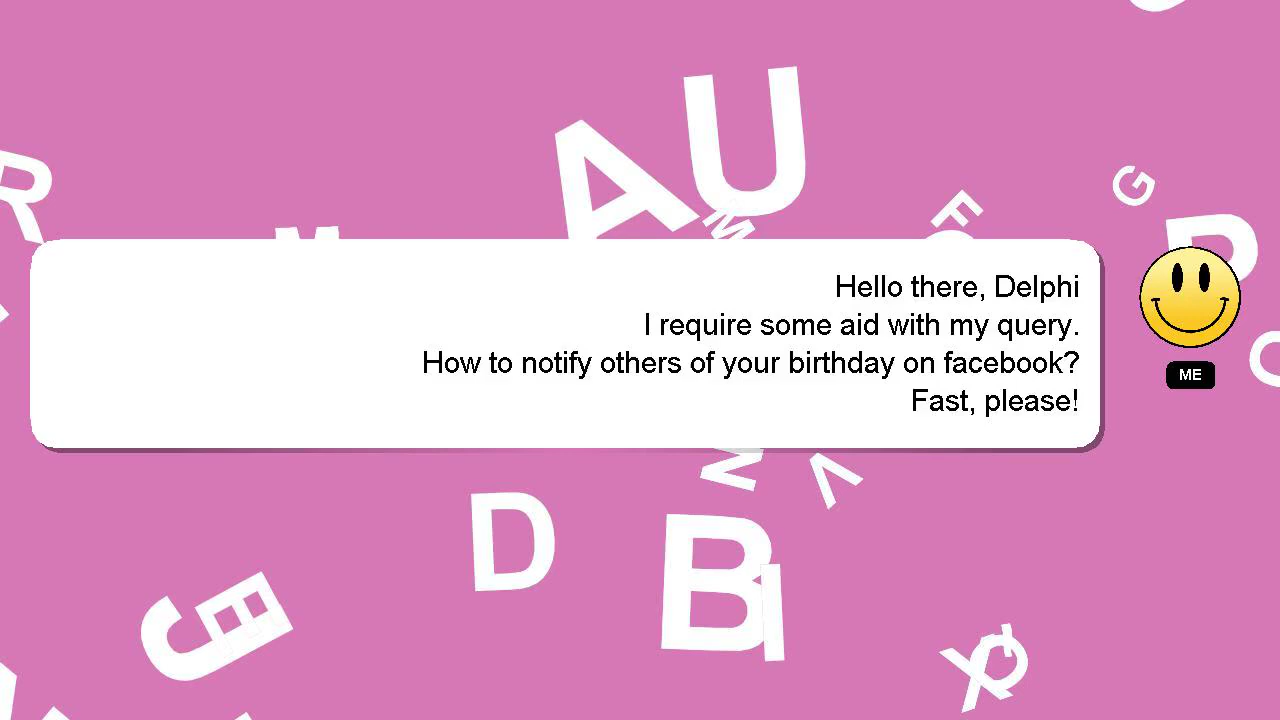 Hello there, Delphi
I require some aid with my query.
How to notify others of your birthday on facebook?
Fast, please!
ME
R
M
A
U
M
F
G
D
B
I
E
X